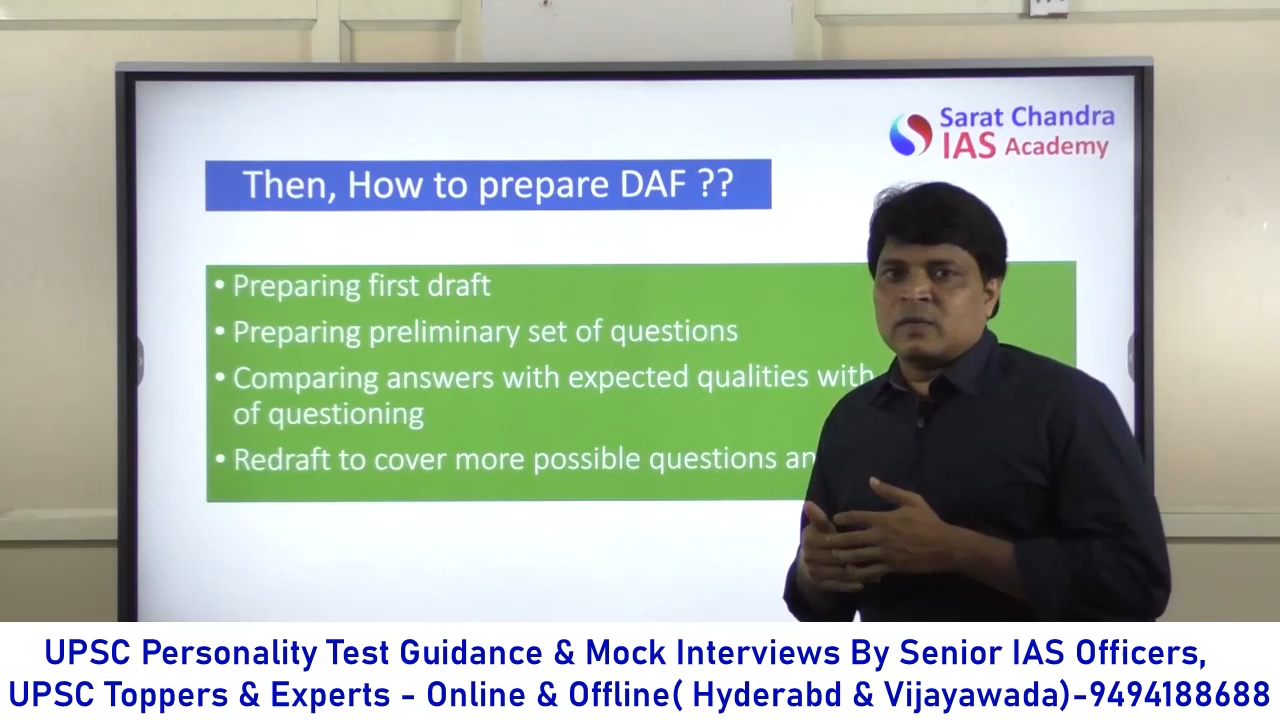 Sarat Chandra
IAS Academy
Then, How to prepare DAF ??
• Preparing first draft
• Preparing preliminary set of questions
• Comparing answers with expected qualities with
of questioning
• Redraft to cover more possible questions an
UPSC Personality Test Guidance & Mock Interviews By Senior IAS Officers,
UPSC Toppers & Experts - Online & Offline( Hyderabd & Vijayawada)-9494188688